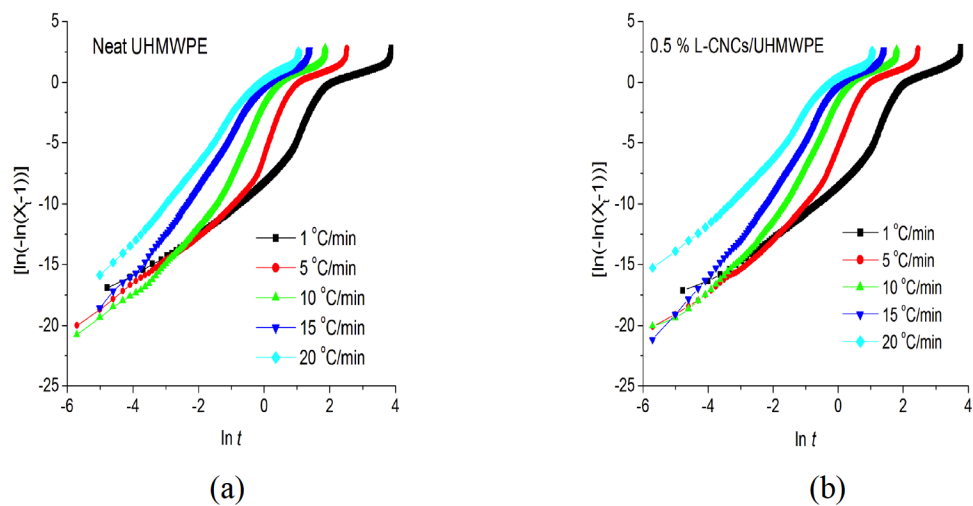 Neat UHMWPE
[ln(-ln(Xt-1))]
5
0
-5
-10
-15
-20
-25
1 °C/min
5 °C/min
10 °C/min
15 °C/min
20 °C/min
-6 -4 -2 0 2 4
ln t
(a)
0.5 % L-CNCs/UHMWPE
[ln(-ln(Xt-1))]
5
0
-5
-10
-15
-20
-25
1 °C/min
5 °C/min
10 °C/min
15 °C/min
20 °C/min
-6 -4 -2 0 2 4
ln t
(b)